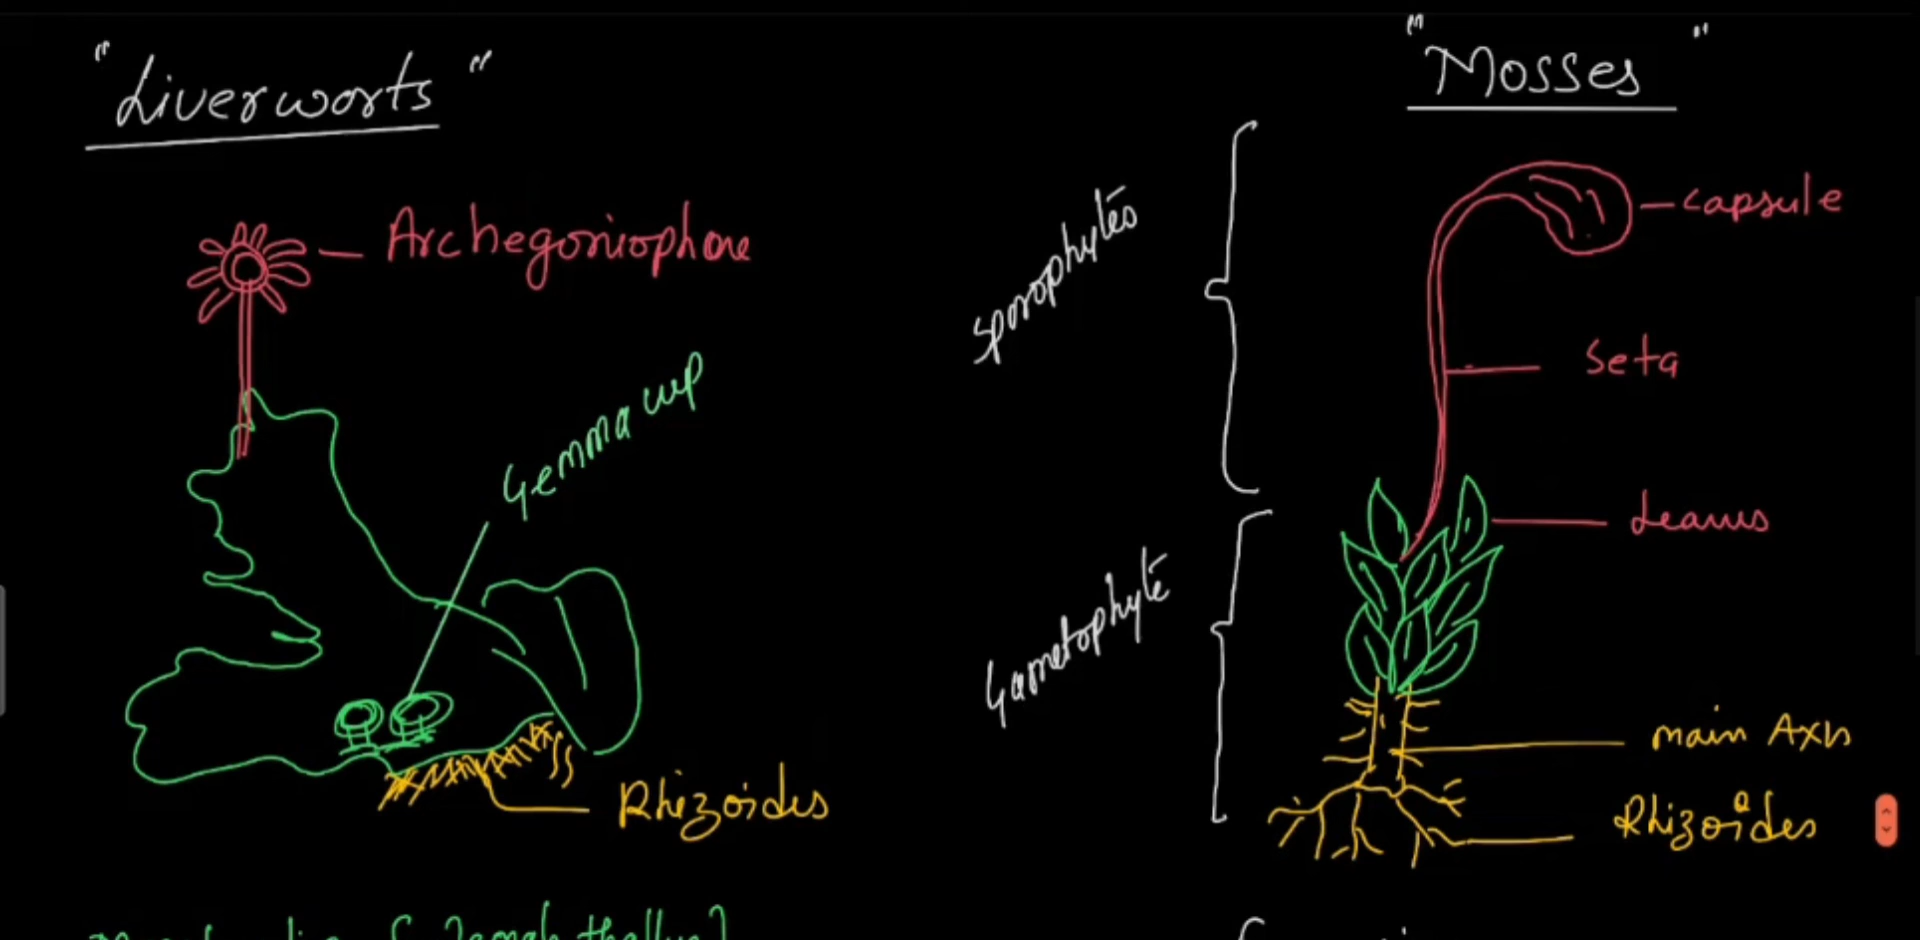 "Liverworts"
"Mosses"
Archegoniophore
Gemma cup
Rhizoides
Sporophytes
Gametophyte
Capsule
Seta
Leaves
main Axis
Rhizoides